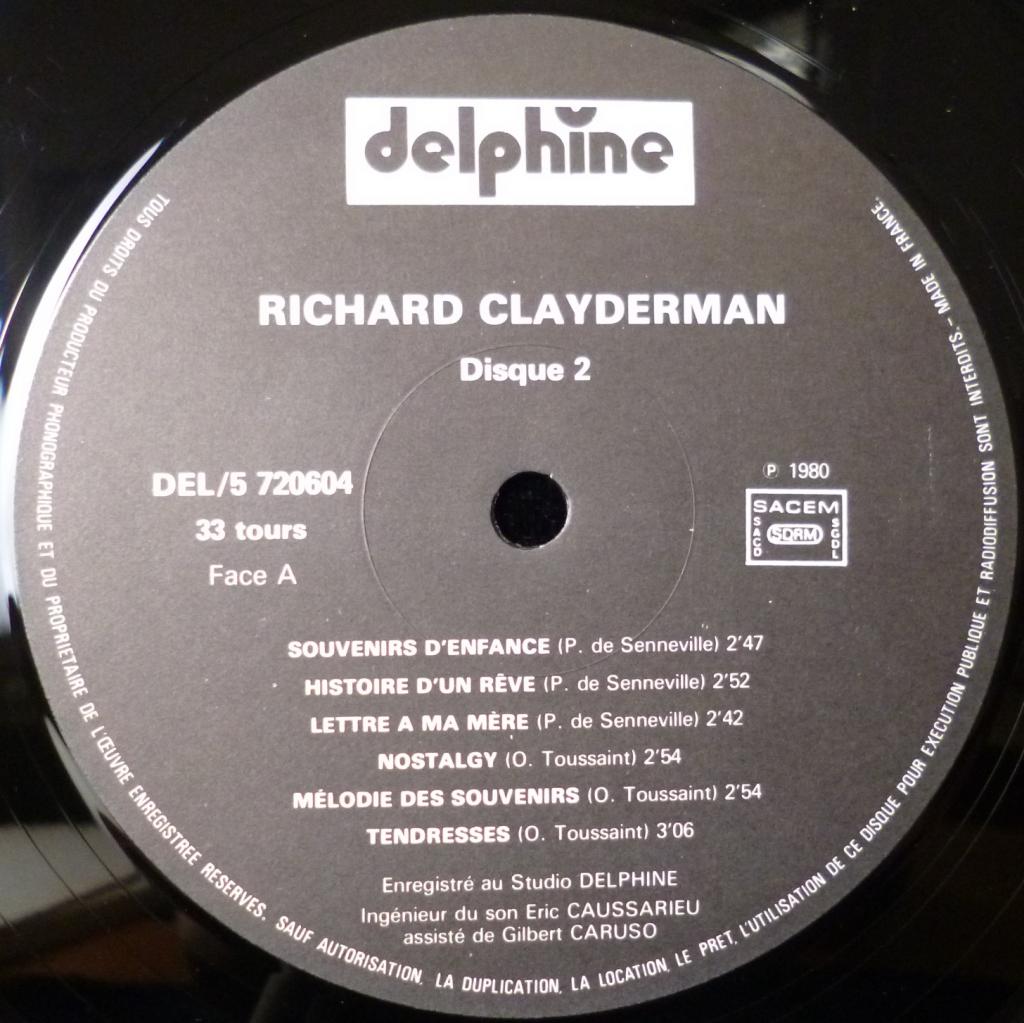 delphine
RICHARD CLAYDERMAN
Disque 2
DEL/5 720604
33 tours
Face A
℗ 1980
SACEM
SACD
SDRM
SGDL
SOUVENIRS D'ENFANCE (P. de Senneville) 2'47
HISTOIRE D'UN RÊVE (P. de Senneville) 2'52
LETTRE A MA MÈRE (P. de Senneville) 2'42
NOSTALGY (O. Toussaint) 2'54
MÉLODIE DES SOUVENIRS (O. Toussaint) 2'54
TENDRESSES (O. Toussaint) 3'06
Enregistré au Studio DELPHINE
Ingénieur du son Eric CAUSSARIEU
assisté de Gilbert CARUSO
TOUS DROITS DU PRODUCTEUR PHONOGRAPHIQUE ET DU PROPRIETAIRE DE L'ŒUVRE ENREGISTREE RESERVES. SAUF AUTORISATION, LA DUPLICATION, LA LOCATION, LE PRET, L'UTILISATION DE CE DISQUE POUR EXECUTION PUBLIQUE ET RADIODIFFUSION SONT INTERDITS. - MADE IN FRANCE.